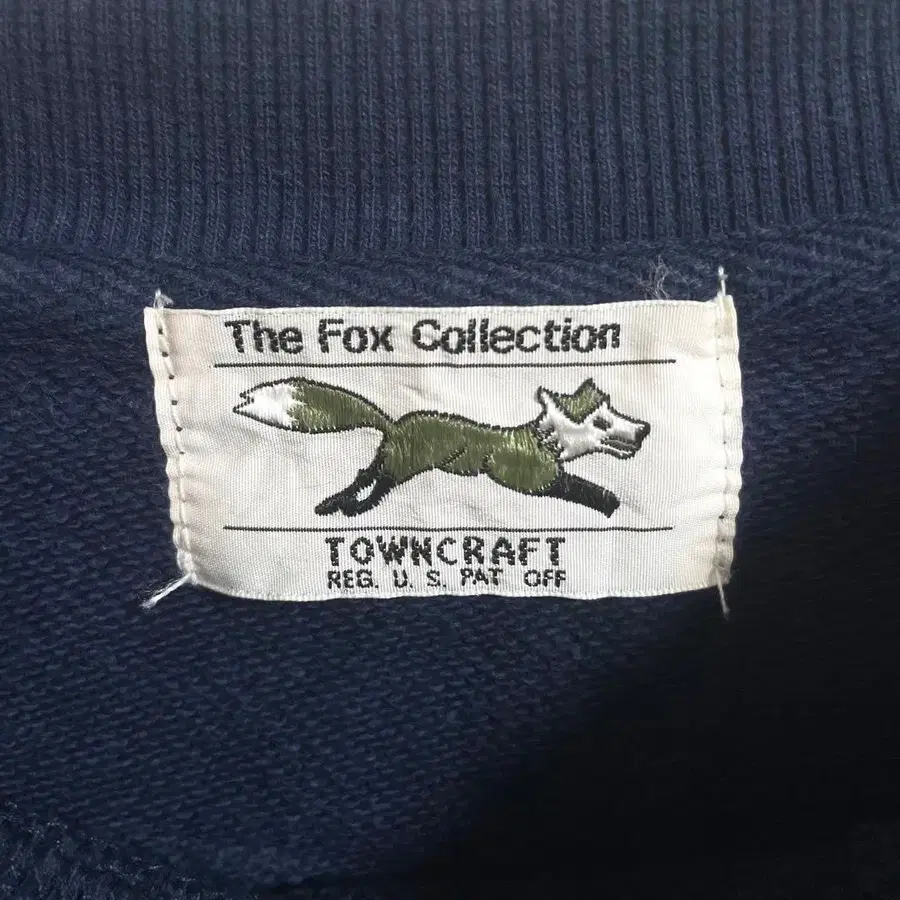 The Fox Collection
TOWNCRAFT
REG. U. S. PAT OFF